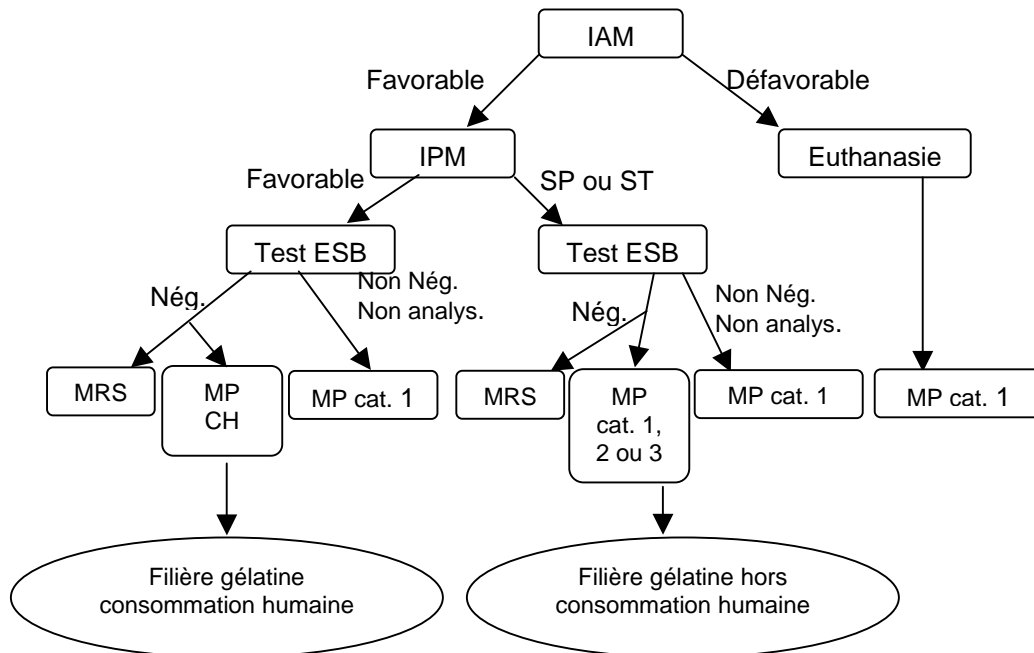 IAM
Favorable
Défavorable
IPM
Euthanasie
Favorable
SP ou ST
Test ESB
Test ESB
Nég.
Non Nég.
Non analys.
Nég.
Non Nég.
Non analys.
MRS
MP
CH
MP cat. 1
MRS
MP
cat. 1,
2 ou 3
MP cat. 1
MP cat. 1
Filière gélatine
consommation humaine
Filière gélatine hors
consommation humaine